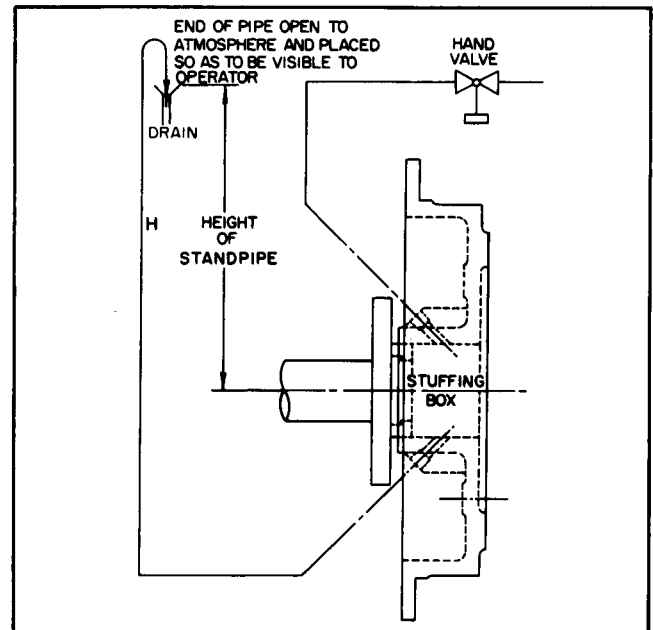 END OF PIPE OPEN TO
ATMOSPHERE AND PLACED
SO AS TO BE VISIBLE TO
OPERATOR
HAND
VALVE
DRAIN
H
HEIGHT
OF
STANDPIPE
STUFFING
BOX